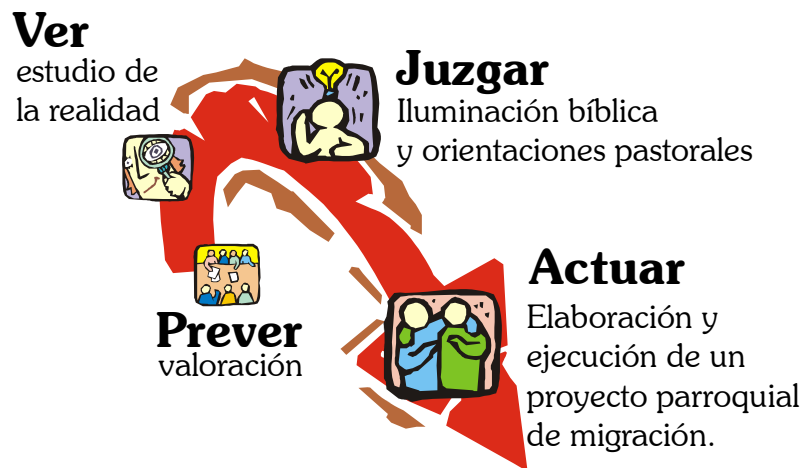 Ver
estudio de
la realidad
Juzgar
Iluminación bíblica
y orientaciones pastorales
Prever
valoración
Actuar
Elaboración y
ejecución de un
proyecto parroquial
de migración.